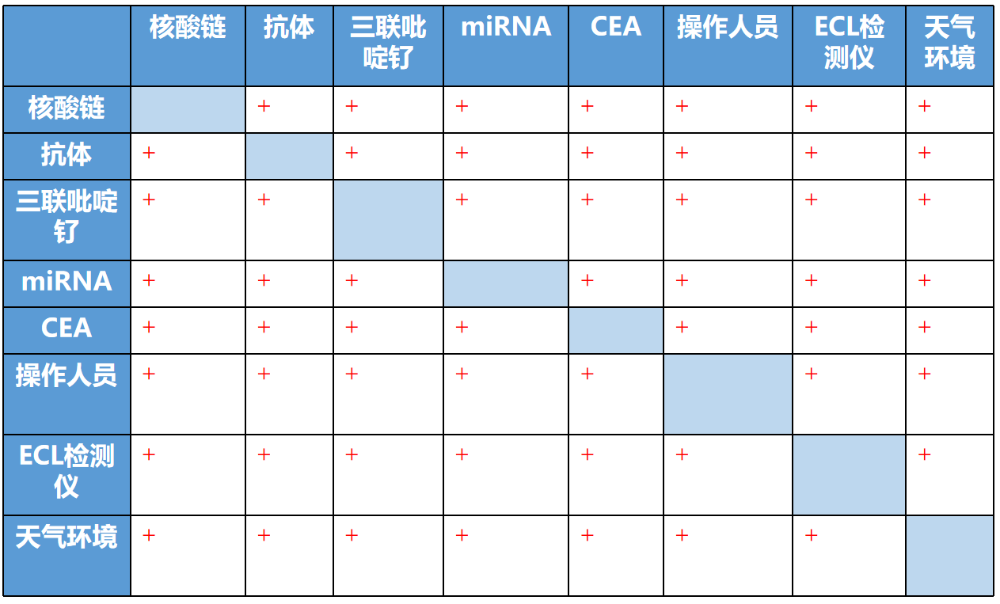 核酸链 抗体 三联吡啶钌 miRNA CEA 操作人员 ECL检测仪 天气环境
核酸链 + + + + + + +
抗体 + + + + + + +
三联吡啶钌 + + + + + + +
miRNA + + + + + + +
CEA + + + + + + +
操作人员 + + + + + + +
ECL检测仪 + + + + + + +
天气环境 + + + + + + +